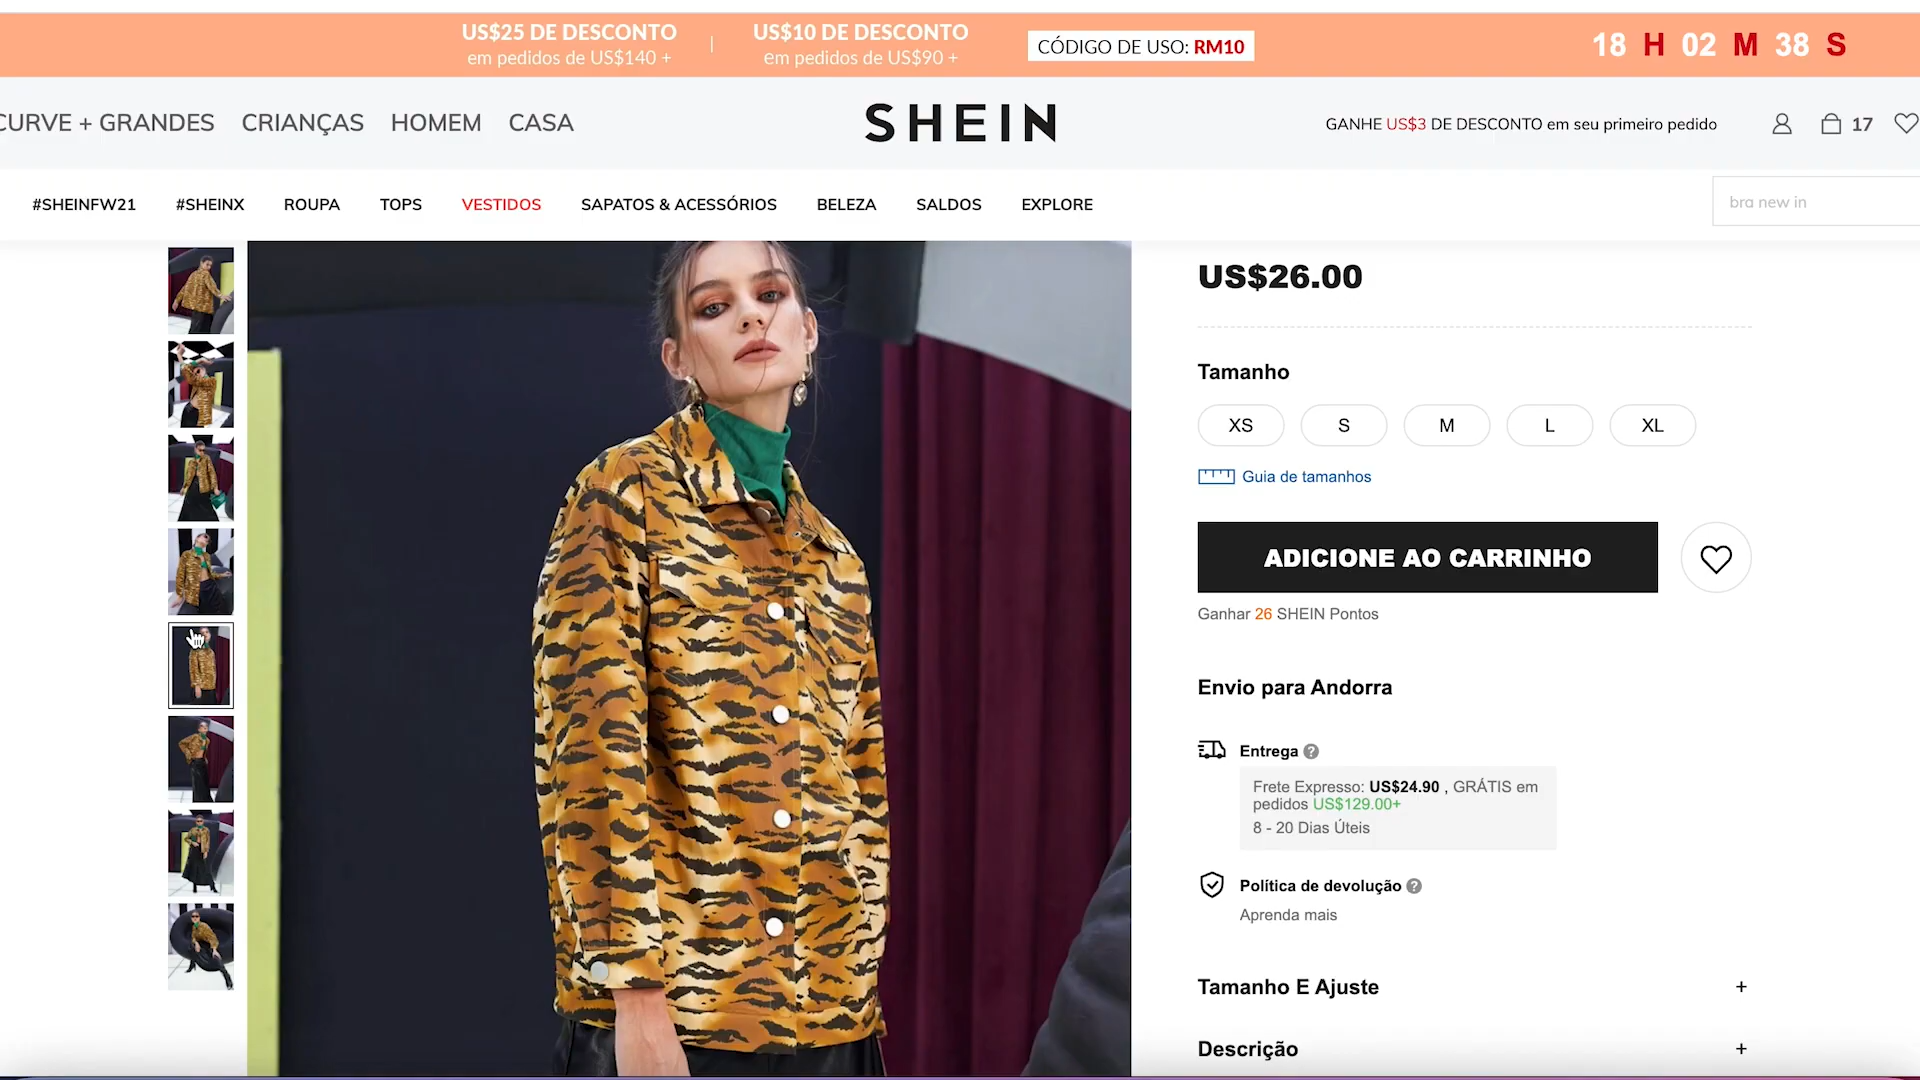 US$25 DE DESCONTO
em pedidos de US$140 +
US$10 DE DESCONTO
em pedidos de US$90 +
CÓDIGO DE USO: RM10
18 H 02 M 38 S
CURVE + GRANDES CRIANÇAS HOMEM CASA
SHEIN
GANHE US$3 DE DESCONTO em seu primeiro pedido
17
#SHEINFW21 #SHEINX ROUPA TOPS VESTIDOS SAPATOS & ACESSÓRIOS BELEZA SALDOS EXPLORE
bra new in
US$26.00
Tamanho
XS S M L XL
Guia de tamanhos
ADICIONE AO CARRINHO
Ganhar 26 SHEIN Pontos
Envio para Andorra
Entrega ?
Frete Expresso: US$24.90 , GRÁTIS em
pedidos US$129.00+
8 - 20 Dias Úteis
Política de devolução ?
Aprenda mais
Tamanho E Ajuste +
Descrição +